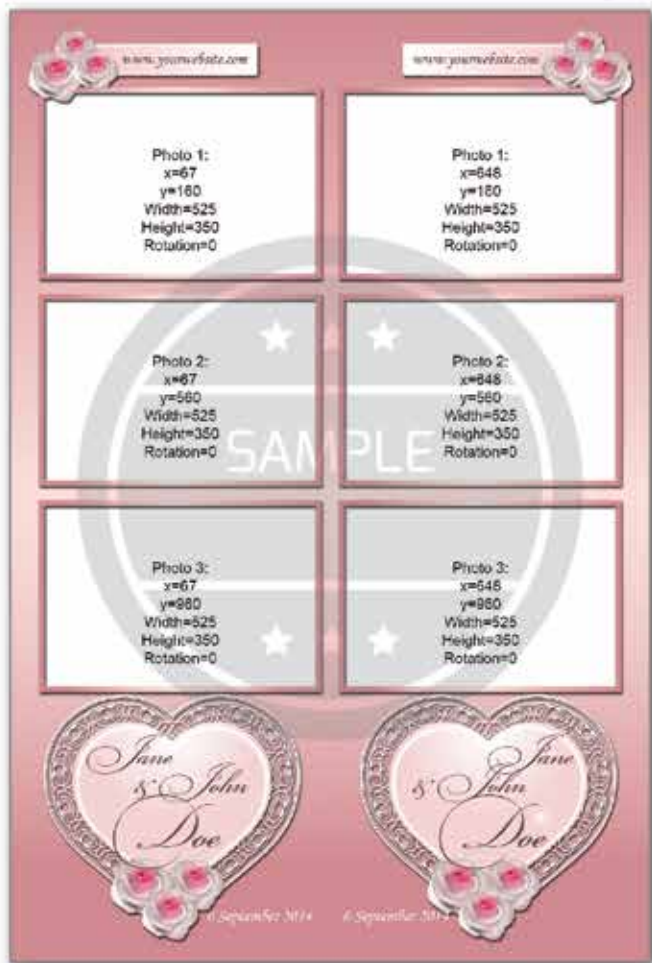 www.yourwebsite.com
www.yourwebsite.com
Photo 1:
x=67
y=160
Width=525
Height=350
Rotation=0
Photo 1:
x=648
y=160
Width=525
Height=350
Rotation=0
Photo 2:
x=67
y=560
Width=525
Height=350
Rotation=0
Photo 2:
x=648
y=560
Width=525
Height=350
Rotation=0
SAMPLE
Photo 3:
x=67
y=960
Width=525
Height=350
Rotation=0
Photo 3:
x=648
y=960
Width=525
Height=350
Rotation=0
Jane
& John
Doe
Jane
& John
Doe
6 September 2014
6 September 2014